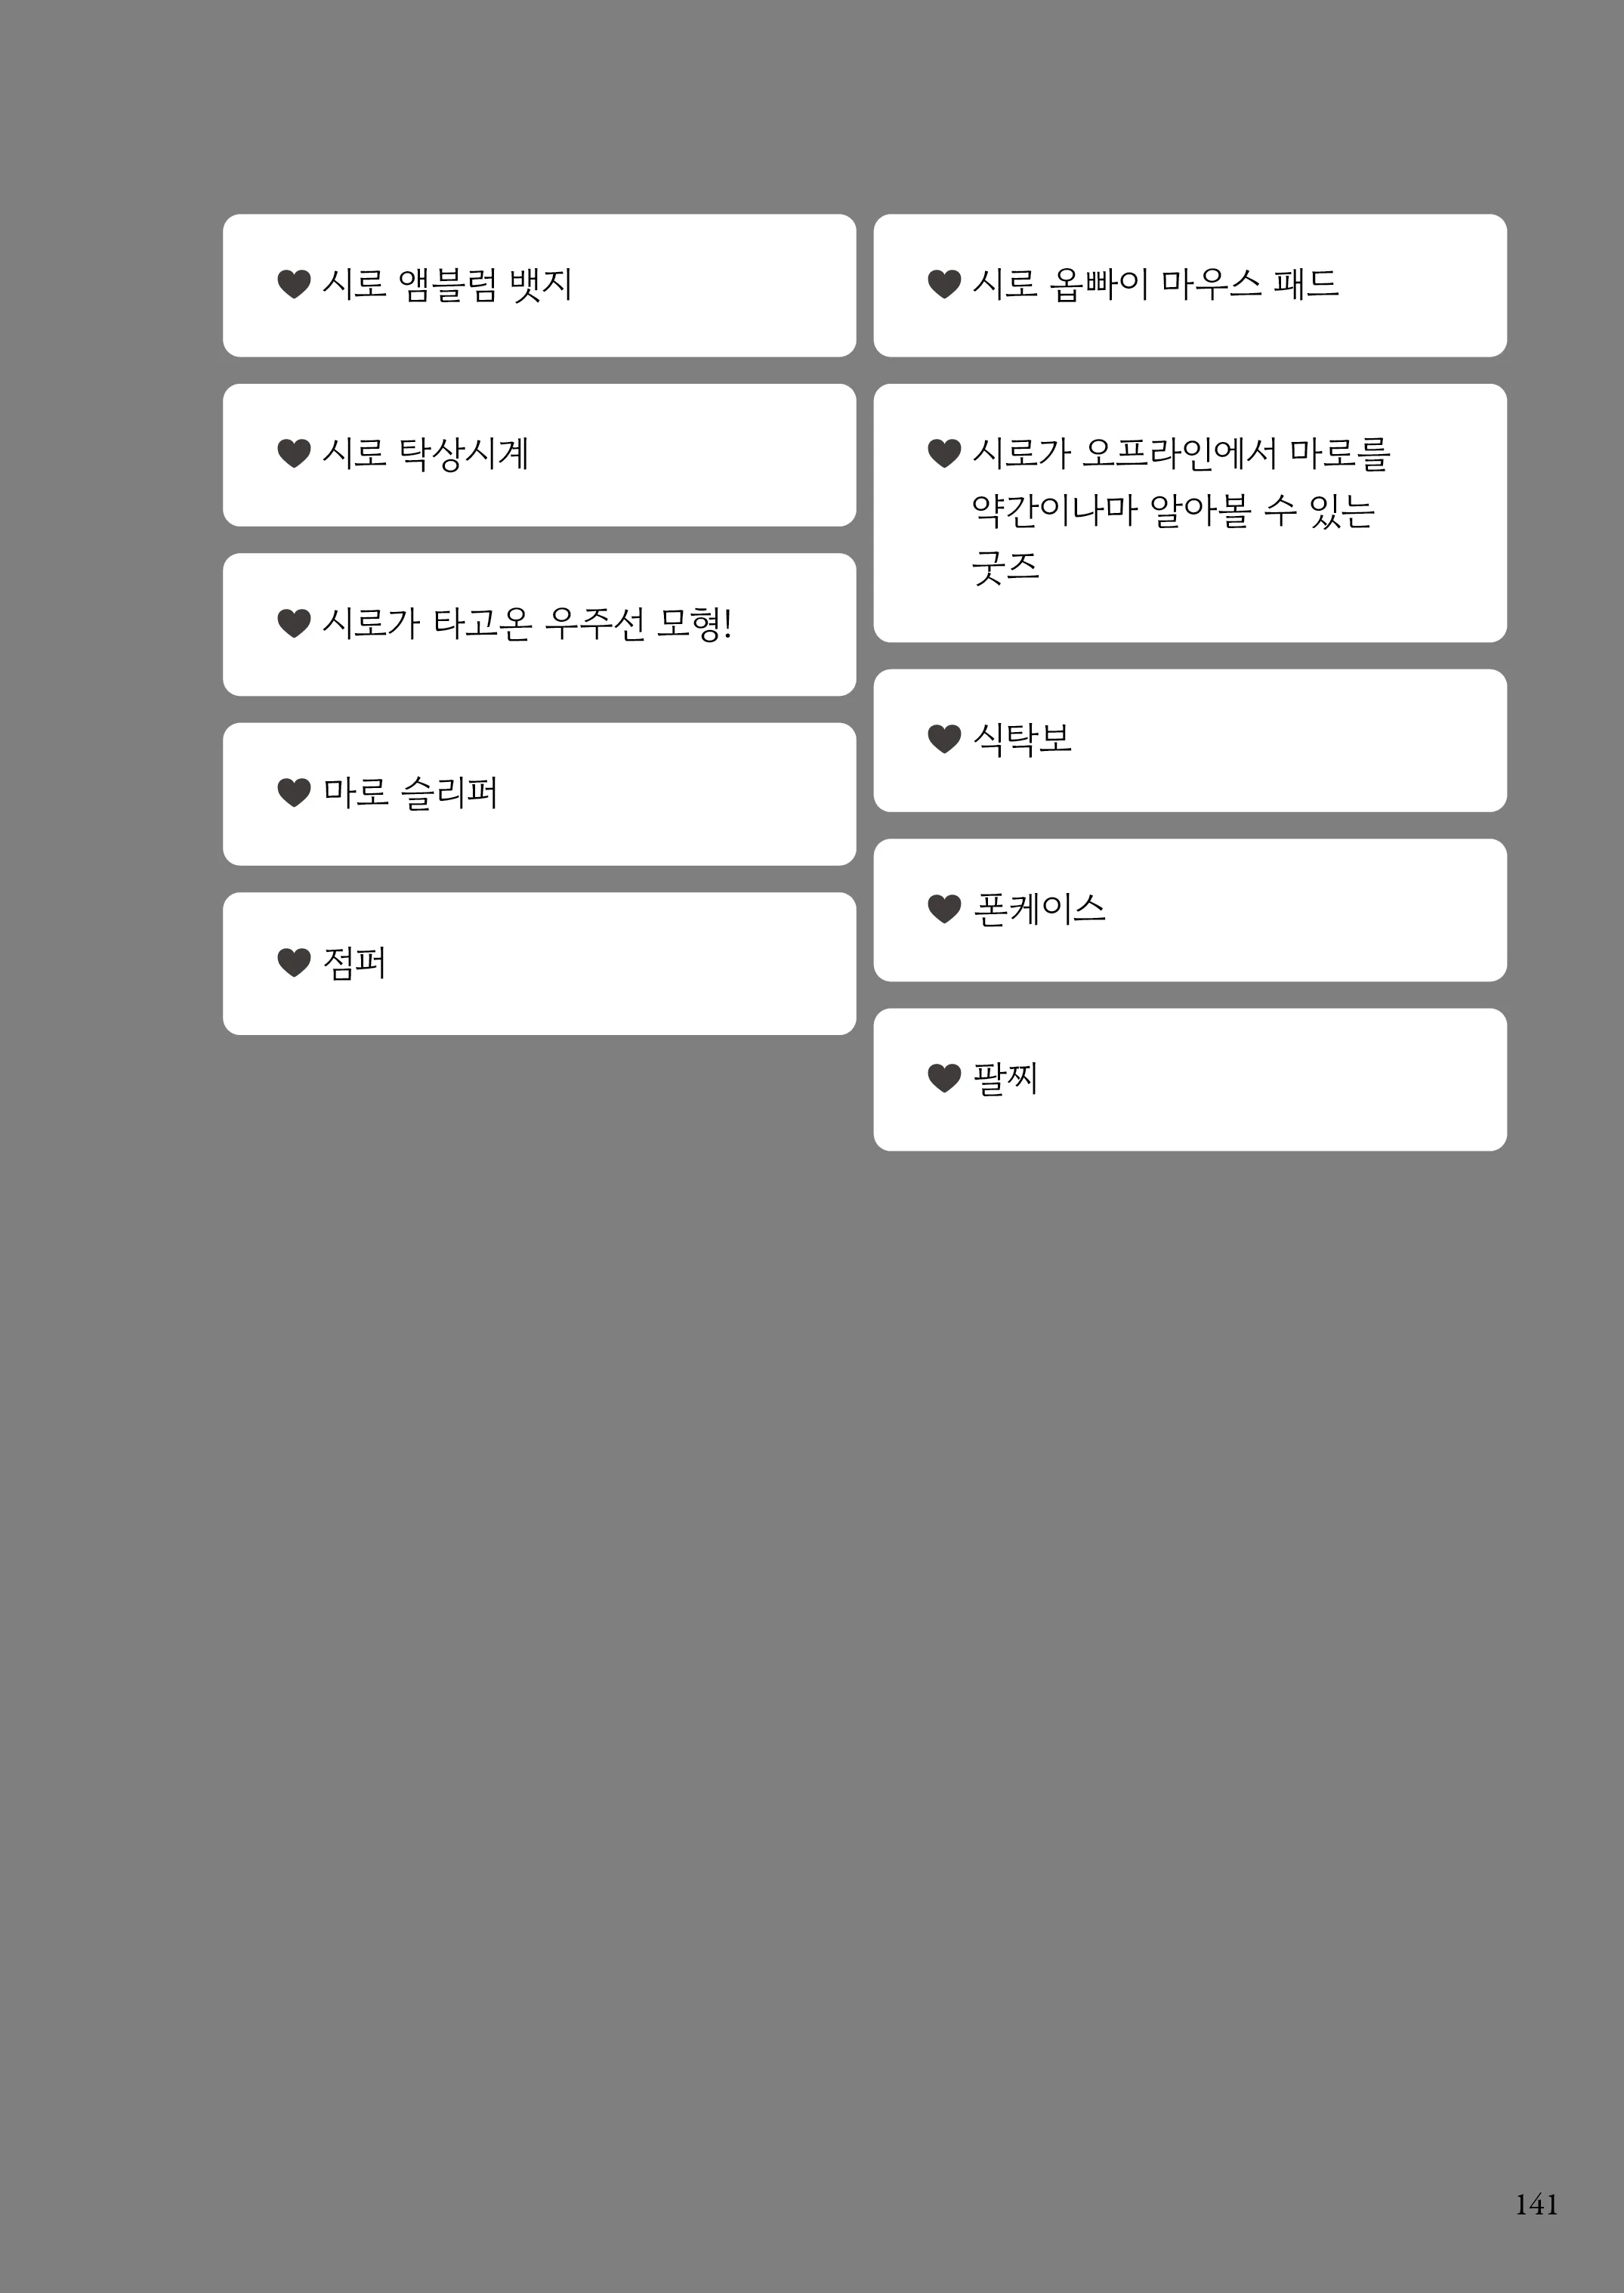 ♥ 시로 앰블럼 뱃지
♥ 시로 탁상시계
♥ 시로가 타고온 우주선 모형!
♥ 마로 슬리퍼
♥ 점퍼
♥ 시로 옵빠이 마우스 패드
♥ 시로가 오프라인에서 마로를
약간이나마 알아볼 수 있는
굿즈
♥ 식탁보
♥ 폰케이스
♥ 팔찌
141